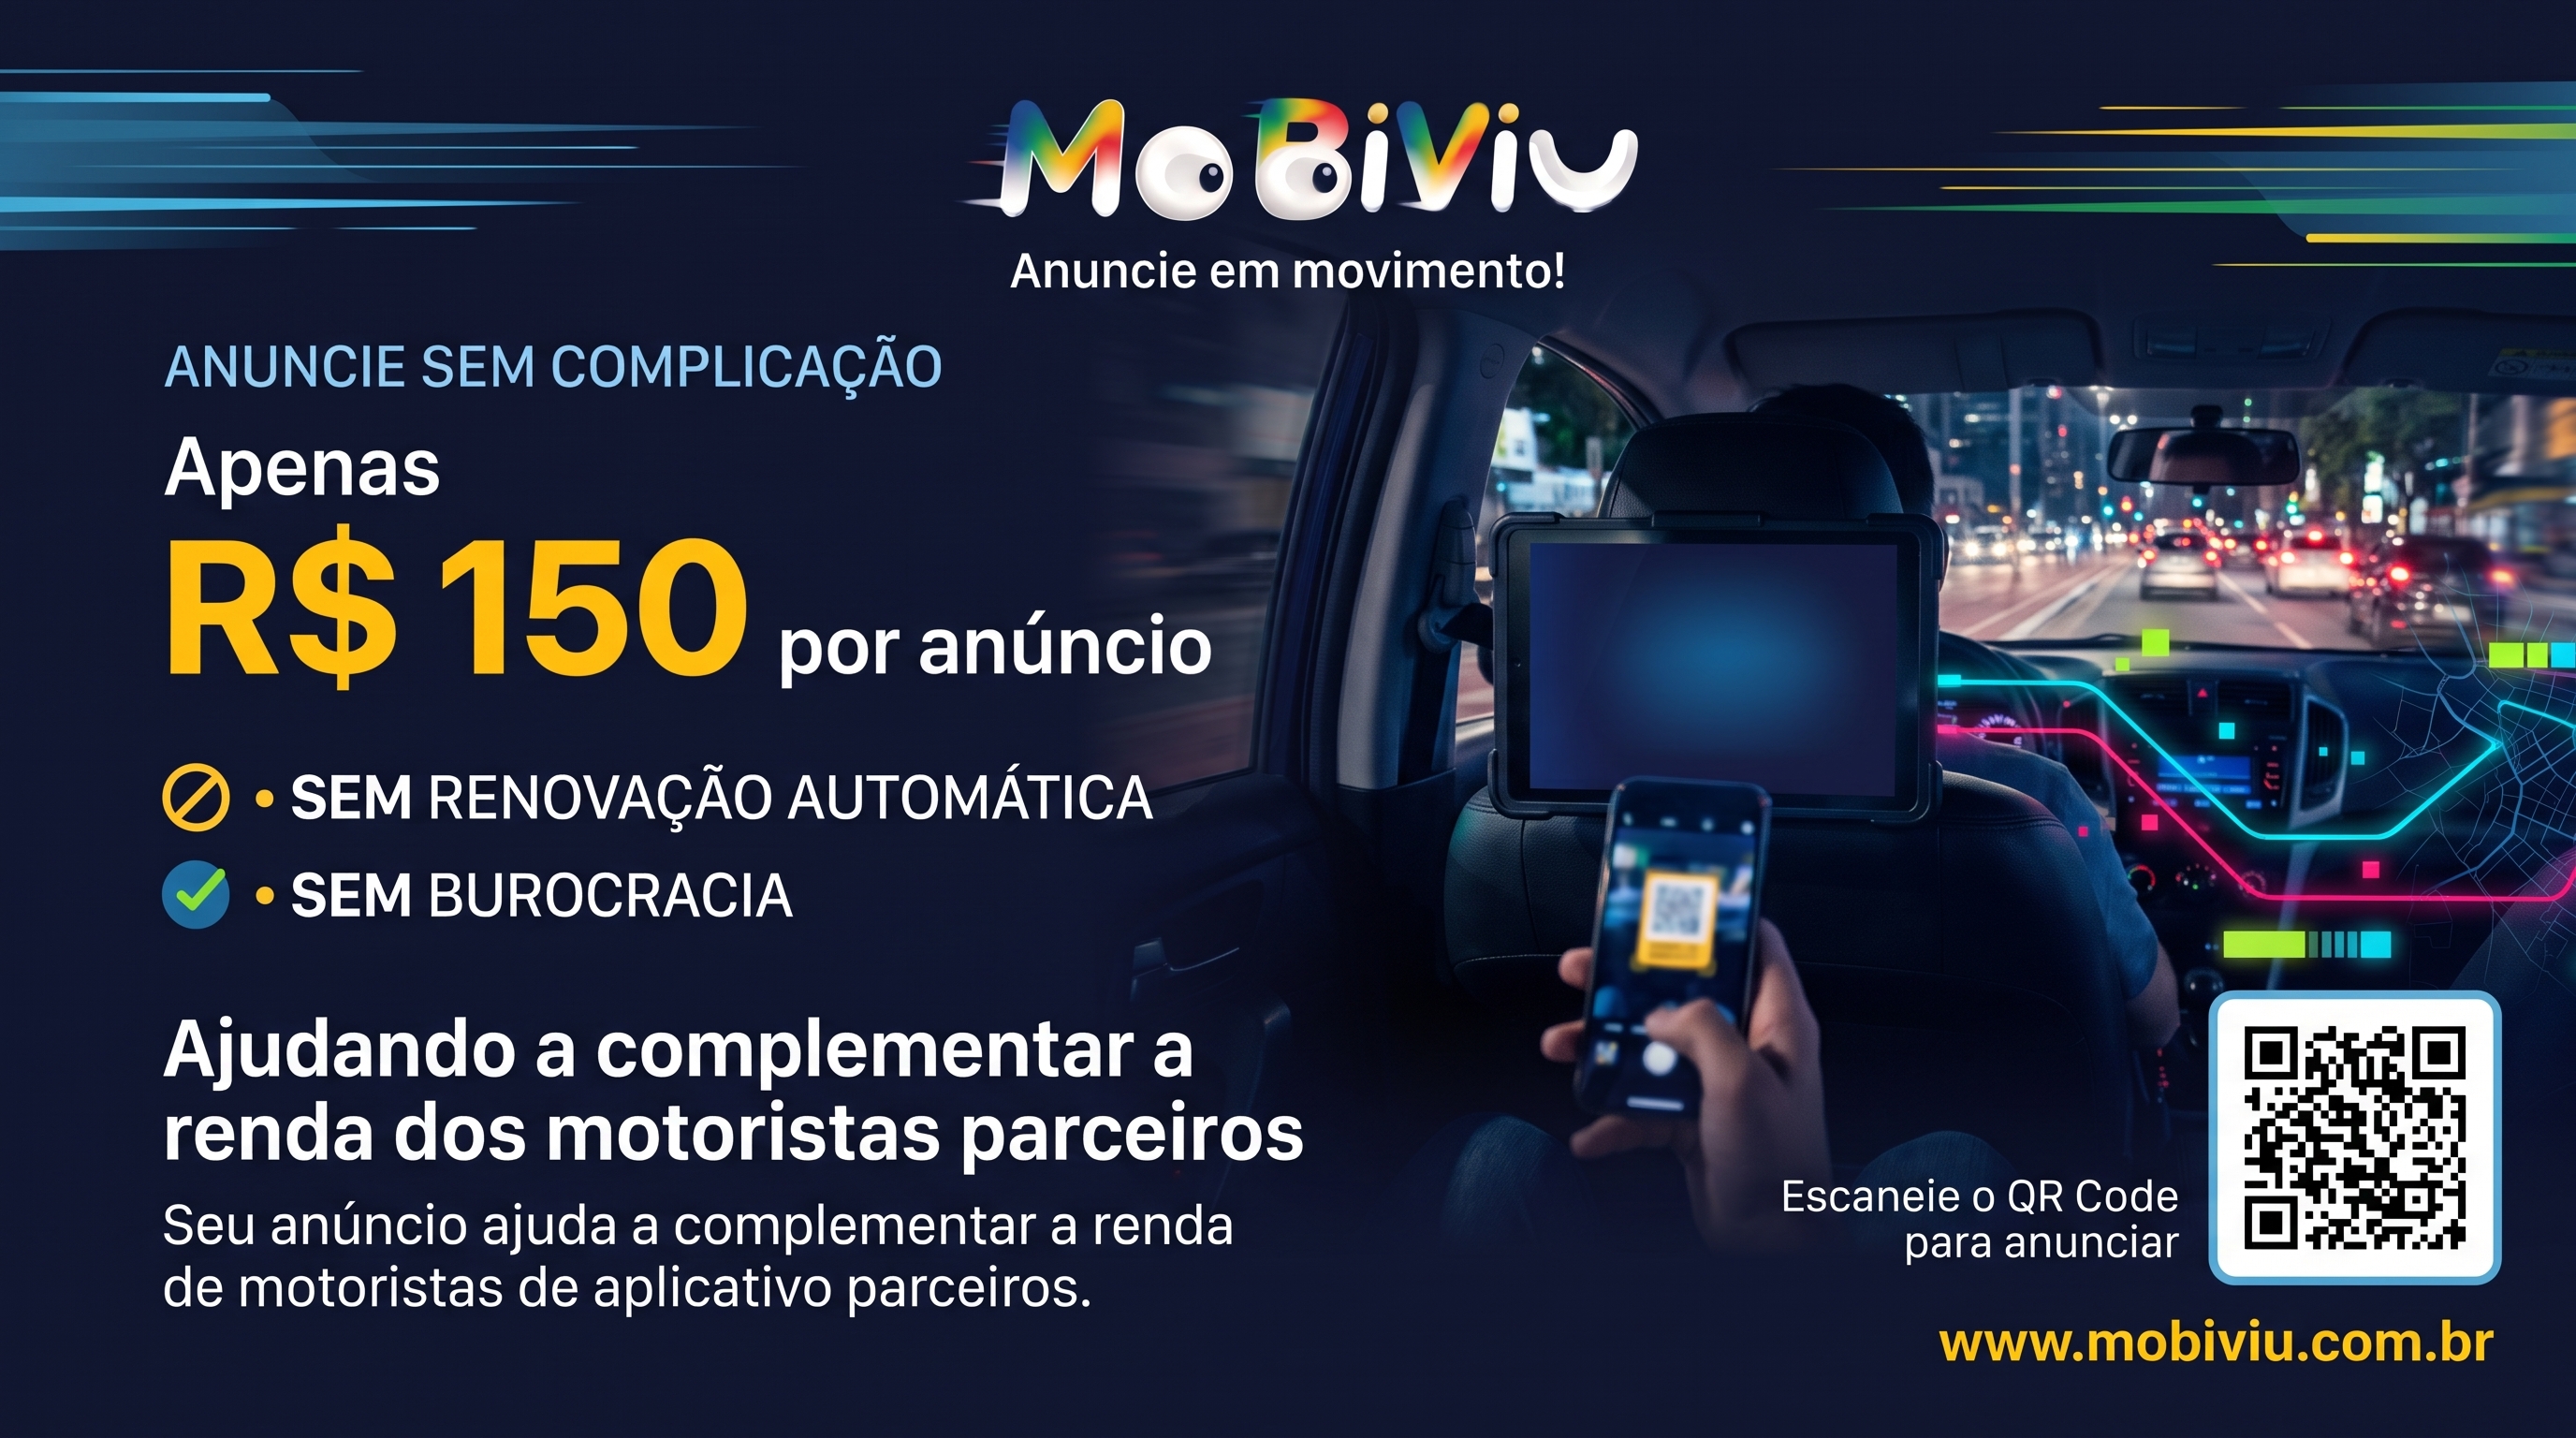 MoBiViu
Anuncie em movimento!
ANUNCIE SEM COMPLICAÇÃO
Apenas
R$ 150 por anúncio
• SEM RENOVAÇÃO AUTOMÁTICA
• SEM BUROCRACIA
Ajudando a complementar a
renda dos motoristas parceiros
Seu anúncio ajuda a complementar a renda
de motoristas de aplicativo parceiros.
Escaneie o QR Code
para anunciar
www.mobiviu.com.br